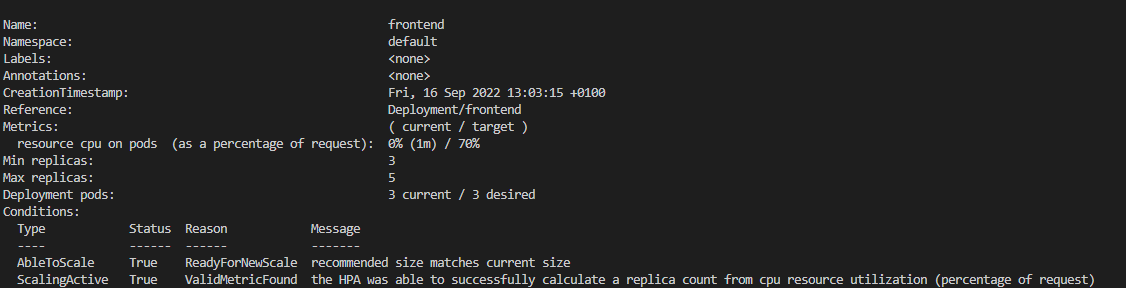 Name: frontend
Namespace: default
Labels: <none>
Annotations: <none>
CreationTimestamp: Fri, 16 Sep 2022 13:03:15 +0100
Reference: Deployment/frontend
Metrics: ( current / target )
  resource cpu on pods  (as a percentage of request): 0% (1m) / 70%
Min replicas: 3
Max replicas: 5
Deployment pods: 3 current / 3 desired
Conditions:
  Type            Status  Reason            Message
  ----            ------  ------            -------
  AbleToScale     True    ReadyForNewScale  recommended size matches current size
  ScalingActive   True    ValidMetricFound  the HPA was able to successfully calculate a replica count from cpu resource utilization (percentage of request)